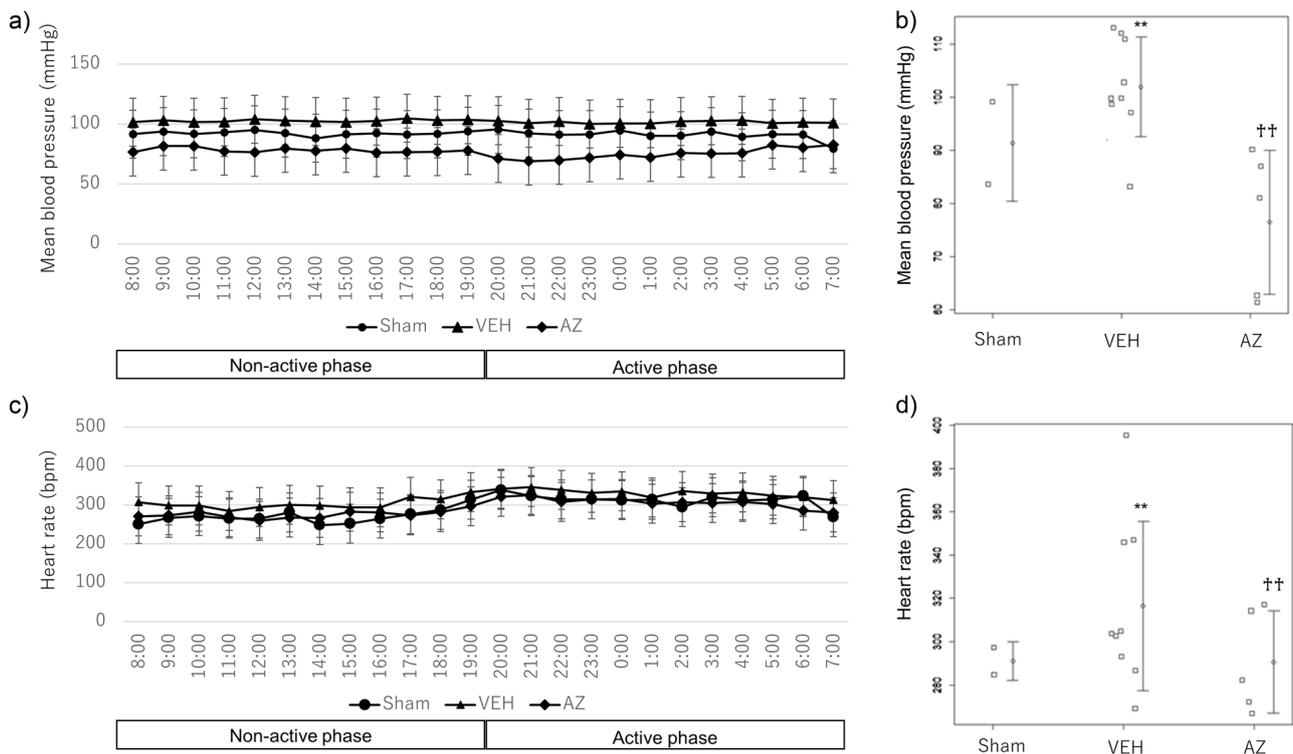 a)
Mean blood pressure (mmHg)
150
100
50
0
8:00 9:00 10:00 11:00 12:00 13:00 14:00 15:00 16:00 17:00 18:00 19:00 20:00 21:00 22:00 23:00 0:00 1:00 2:00 3:00 4:00 5:00 6:00 7:00
Sham VEH AZ
Non-active phase Active phase
b)
Mean blood pressure (mmHg)
110
100
90
80
70
60
**
††
Sham VEH AZ
c)
Heart rate (bpm)
500
400
300
200
100
0
8:00 9:00 10:00 11:00 12:00 13:00 14:00 15:00 16:00 17:00 18:00 19:00 20:00 21:00 22:00 23:00 0:00 1:00 2:00 3:00 4:00 5:00 6:00 7:00
Sham VEH AZ
Non-active phase Active phase
d)
Heart rate (bpm)
400
380
360
340
320
300
280
**
††
Sham VEH AZ